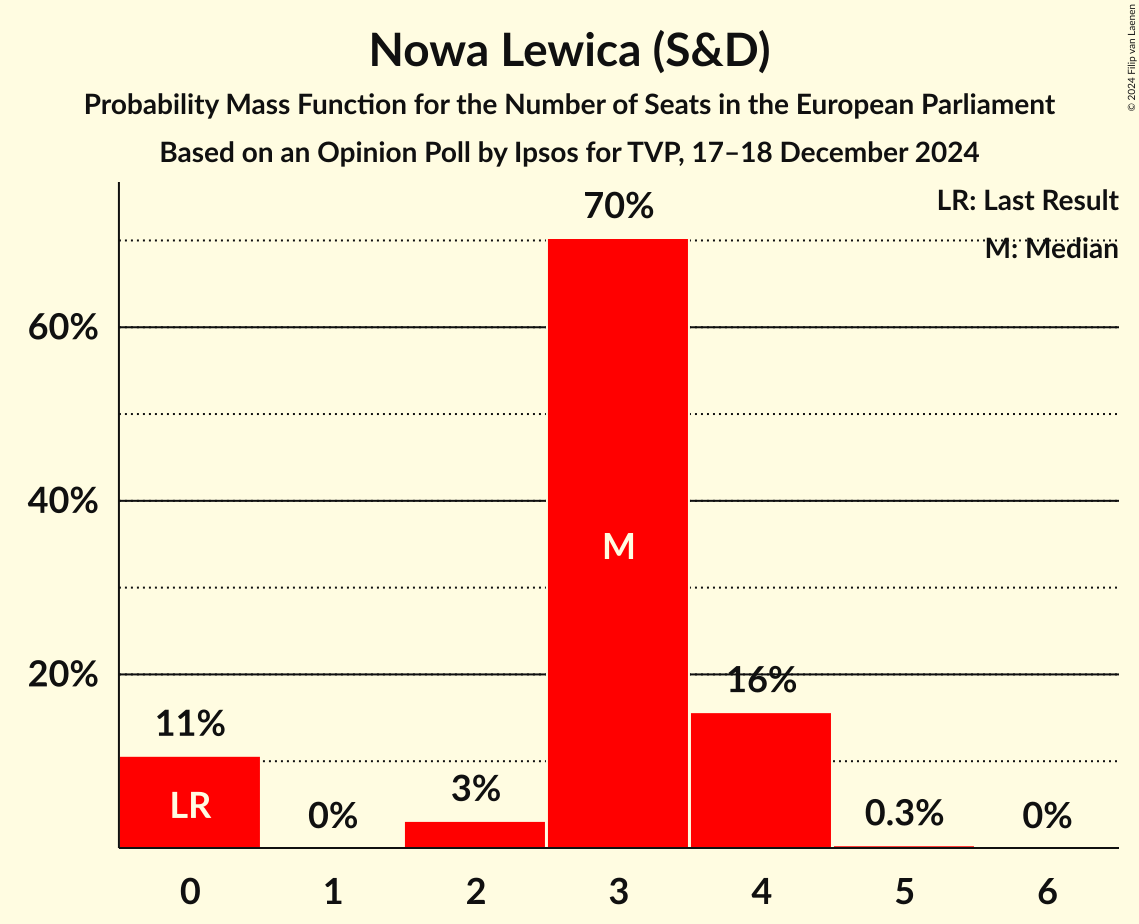 Nowa Lewica (S&D)
Probability Mass Function for the Number of Seats in the European Parliament
Based on an Opinion Poll by Ipsos for TVP, 17–18 December 2024
© 2024 Filip van Laenen
LR: Last Result
M: Median
70%
60%
40%
20%
M
16%
11%
LR
0%
3%
0.3%
0%
0 1 2 3 4 5 6